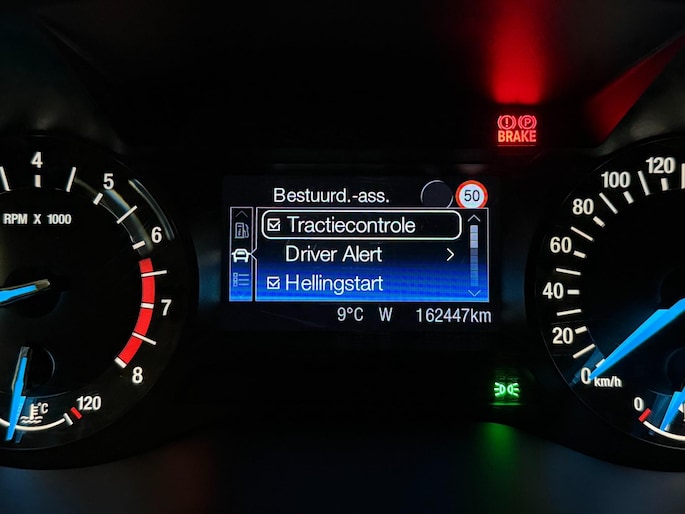 BRAKE
4
5
6
7
8
RPM X 1000
°C
120
Bestuurd.-ass.
50
Tractiecontrole
Driver Alert
Hellingstart
9°C W 162447km
120
100
80
60
40
20
0
km/h
0